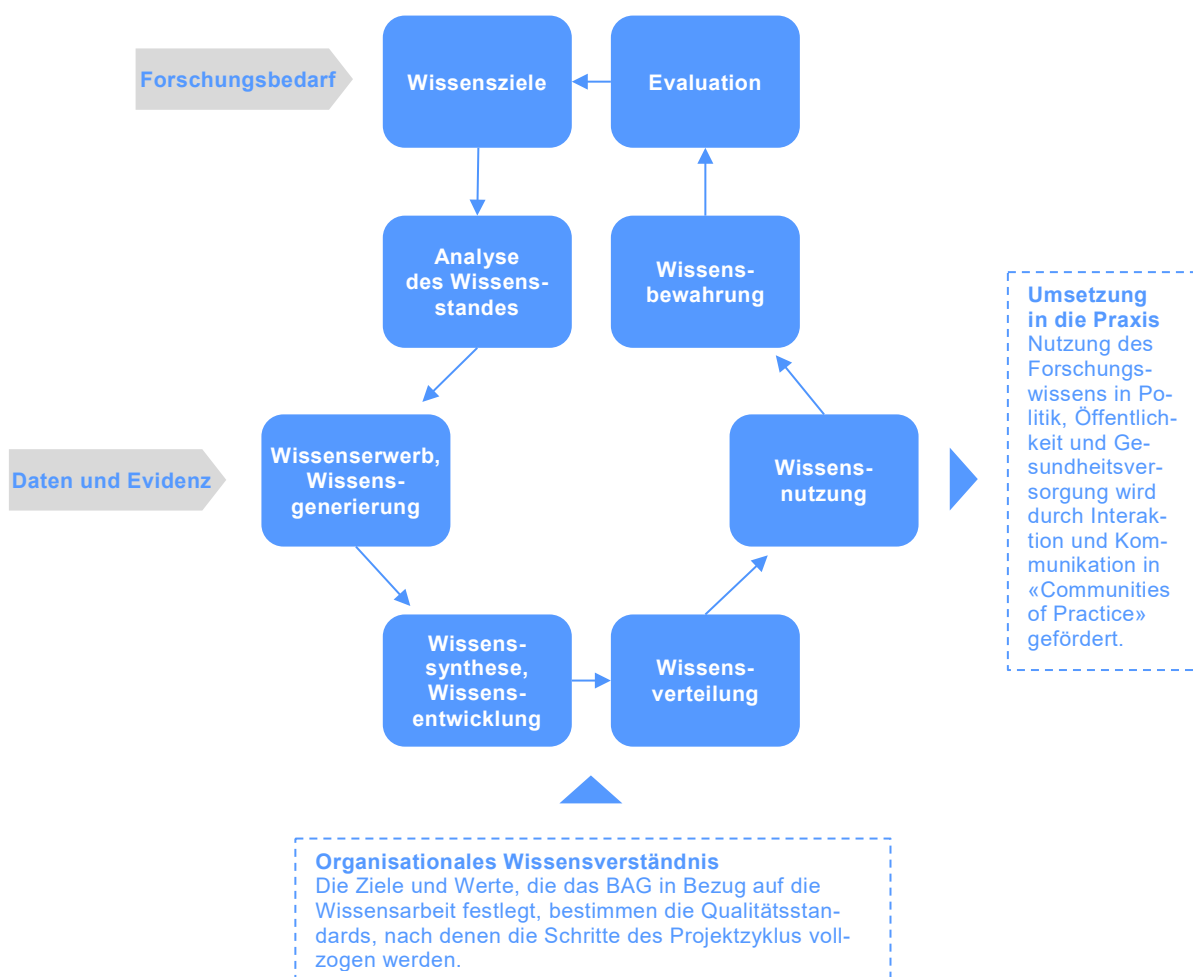 Forschungsbedarf
Wissensziele
Evaluation
Analyse
des Wissens-
standes
Wissens-
bewahrung
Umsetzung
in die Praxis
Nutzung des
Forschungs-
wissens in Po-
litik, Öffentlich-
keit und Ge-
sundheitsver-
sorgung wird
durch Interak-
tion und Kom-
munikation in
«Communities
of Practice»
gefördert.
Daten und Evidenz
Wissenserwerb,
Wissens-
generierung
Wissens-
nutzung
Wissens-
synthese,
Wissens-
entwicklung
Wissens-
verteilung
Organisationales Wissensverständnis
Die Ziele und Werte, die das BAG in Bezug auf die
Wissensarbeit festlegt, bestimmen die Qualitätsstan-
dards, nach denen die Schritte des Projektzyklus voll-
zogen werden.